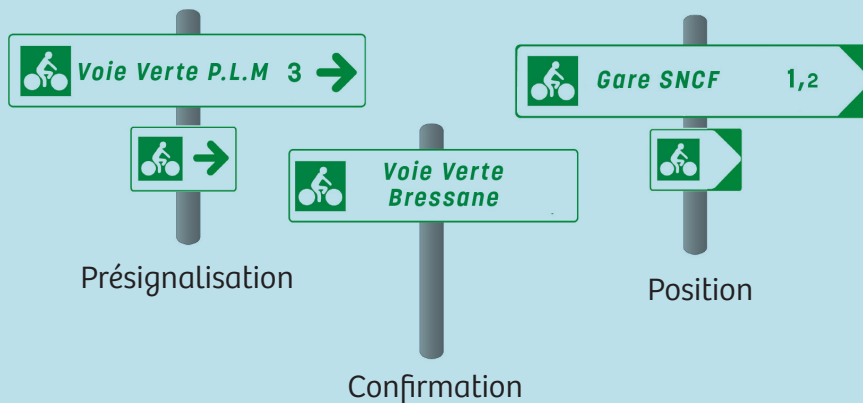 Voie Verte P.L.M 3
Présignalisation
Voie Verte
Bressane
Confirmation
Gare SNCF 1,2
Position